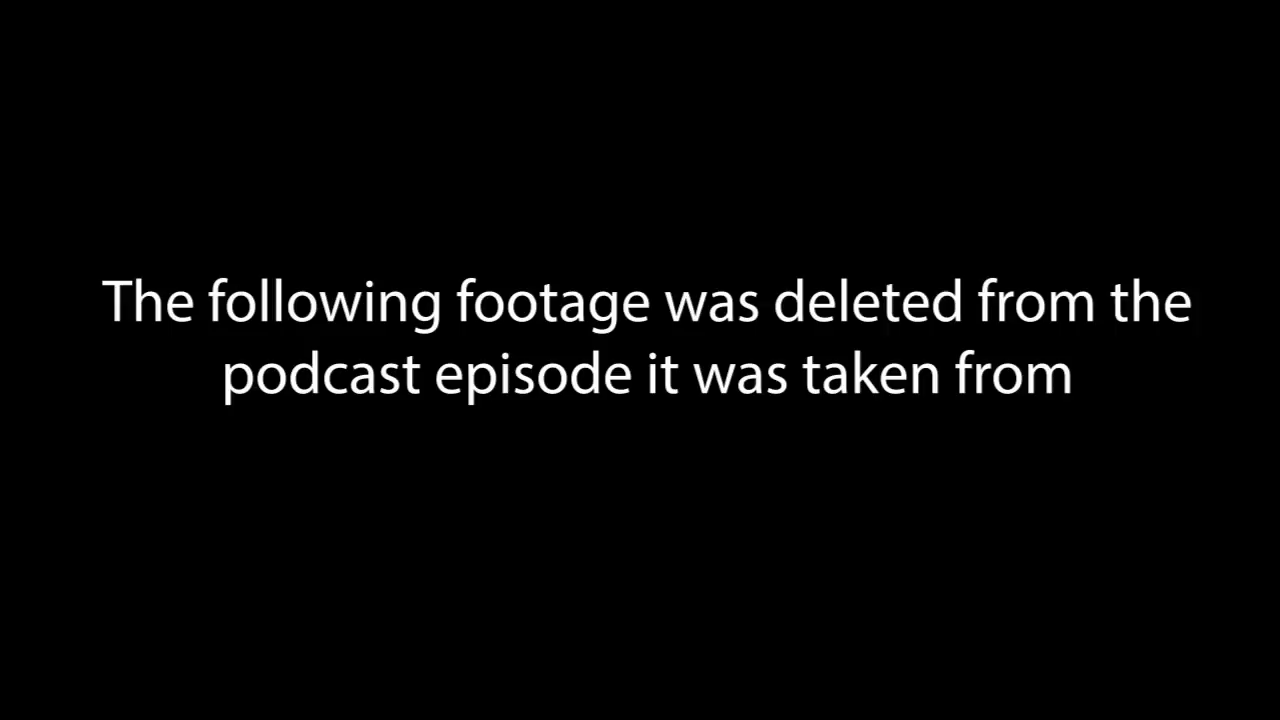 The following footage was deleted from the
podcast episode it was taken from